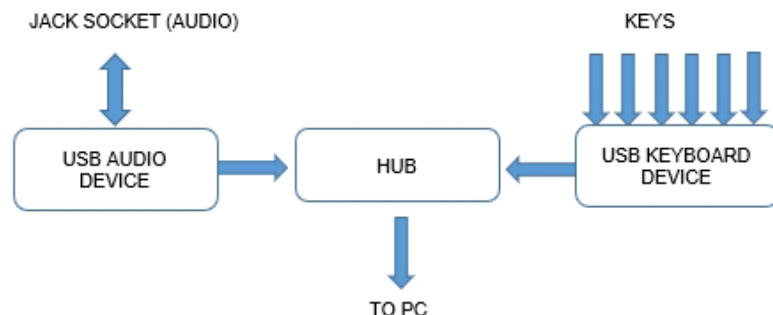 JACK SOCKET (AUDIO)
KEYS
USB AUDIO
DEVICE
HUB
USB KEYBOARD
DEVICE
TO PC